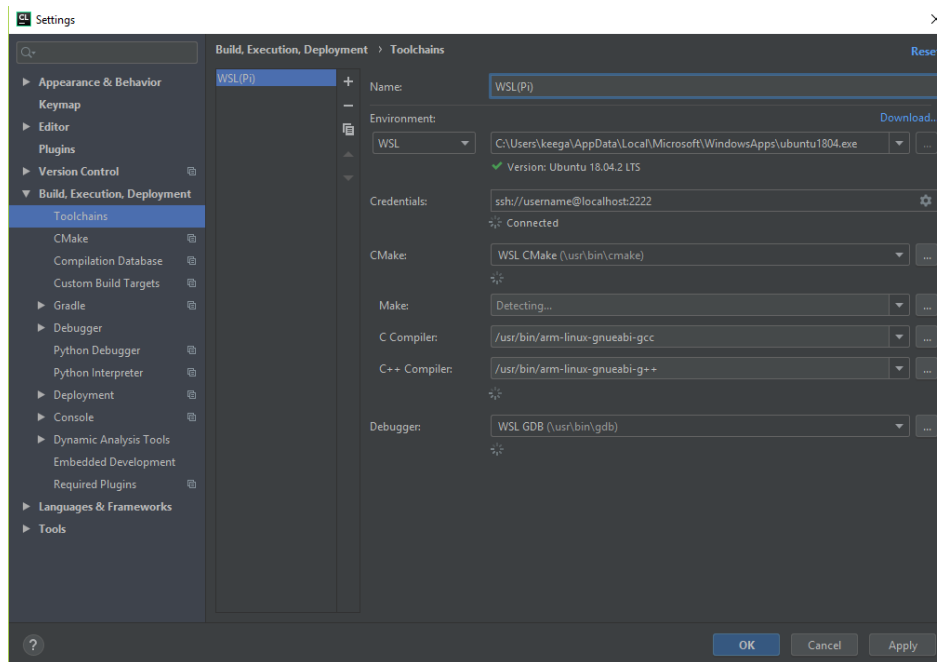 CL Settings
Build, Execution, Deployment › Toolchains
Rese
Appearance & Behavior
Keymap
Editor
Plugins
Version Control
Build, Execution, Deployment
Toolchains
CMake
Compilation Database
Custom Build Targets
Gradle
Debugger
Python Debugger
Python Interpreter
Deployment
Console
Dynamic Analysis Tools
Embedded Development
Required Plugins
Languages & Frameworks
Tools
WSL(Pi)
Name: WSL(Pi)
Environment: Download..
WSL C:\Users\keega\AppData\Local\Microsoft\WindowsApps\ubuntu1804.exe ...
Version: Ubuntu 18.04.2 LTS
Credentials: ssh://username@localhost:2222
Connected
CMake: WSL CMake (\usr\bin\cmake) ...
Make: Detecting... ...
C Compiler: /usr/bin/arm-linux-gnueabi-gcc ...
C++ Compiler: /usr/bin/arm-linux-gnueabi-g++ ...
Debugger: WSL GDB (\usr\bin\gdb) ...
? OK Cancel Apply